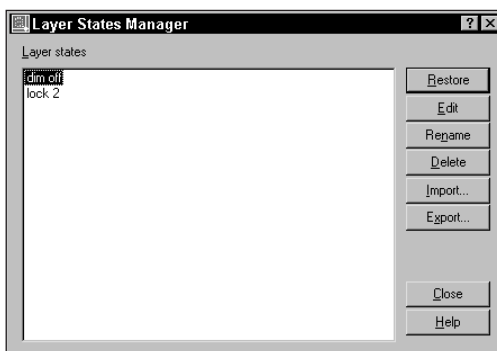 Layer States Manager
Layer states
dim off
lock 2
Restore
Edit
Rename
Delete
Import...
Export...
Close
Help